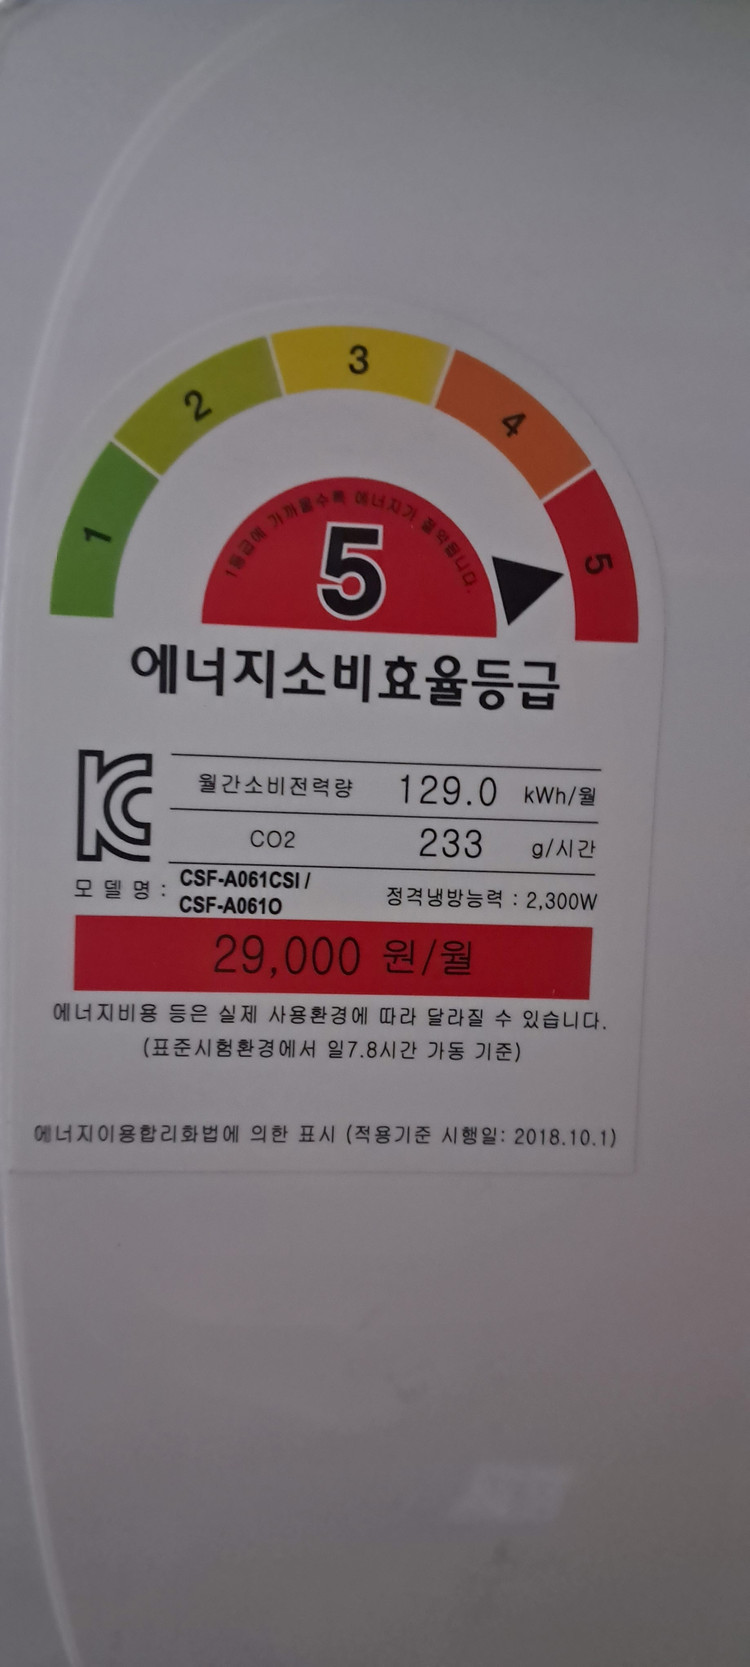 1
2
3
4
5
1등급에 가까울수록 에너지가 절약됩니다.
5
에너지소비효율등급
월간소비전력량 129.0 kWh/월
CO2 233 g/시간
모델명 : CSF-A061CSI /
CSF-A061O
정격냉방능력 : 2,300W
29,000 원/월
에너지비용 등은 실제 사용환경에 따라 달라질 수 있습니다.
(표준시험환경에서 일7.8시간 가동 기준)
에너지이용합리화법에 의한 표시 (적용기준 시행일: 2018.10.1)